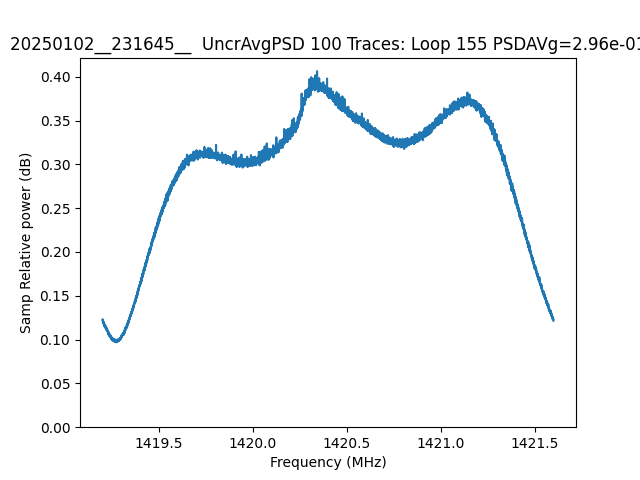 20250102__231645__  UncrAvgPSD 100 Traces: Loop 155 PSDAVg=2.96e-01
0.40
0.35
0.30
0.25
0.20
0.15
0.10
0.05
0.00
Samp Relative power (dB)
1419.5 1420.0 1420.5 1421.0 1421.5
Frequency (MHz)